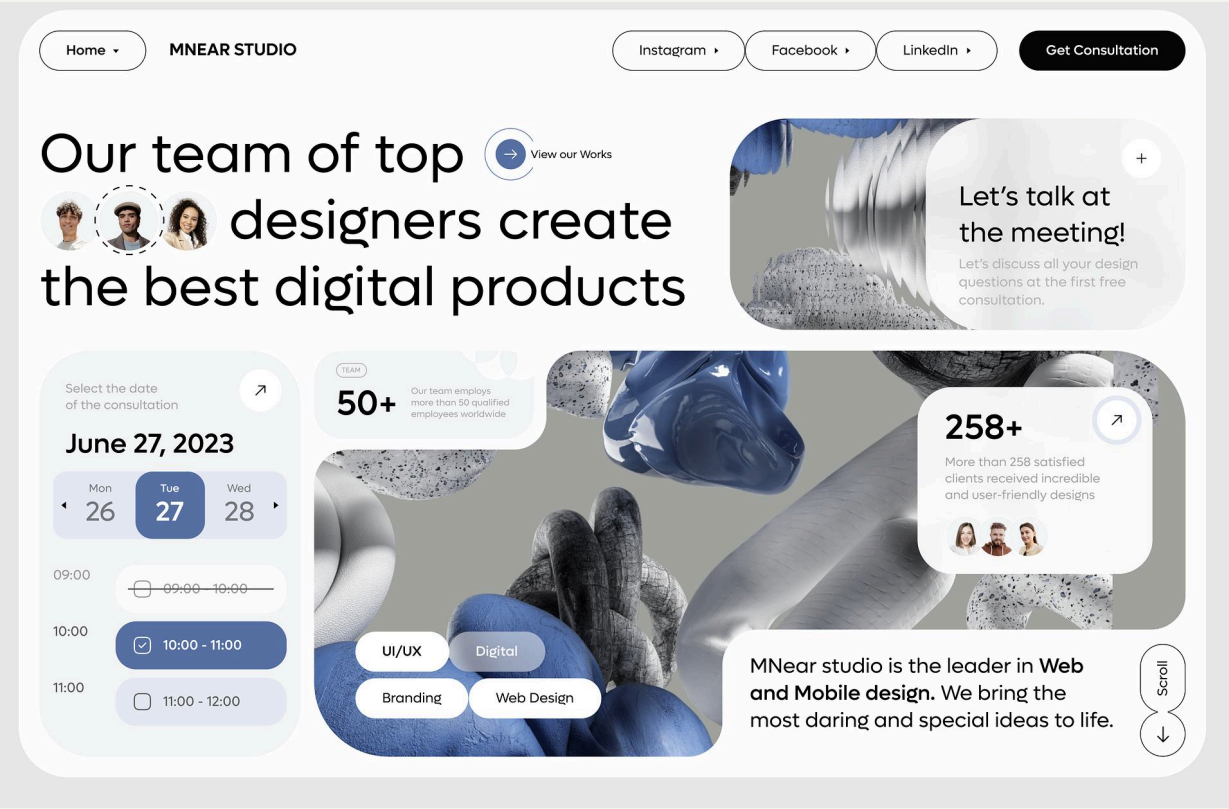 Home
MNEAR STUDIO
Instagram
Facebook
LinkedIn
Get Consultation
Our team of top
View our Works
designers create
the best digital products
Let's talk at
the meeting!
Let's discuss all your design
questions at the first free
consultation.
Select the date
of the consultation
June 27, 2023
Mon
26
Tue
27
Wed
28
09:00
09:00 - 10:00
10:00
10:00 - 11:00
11:00
11:00 - 12:00
TEAM
50+
Our team employs
more than 50 qualified
employees worldwide
258+
More than 258 satisfied
clients received incredible
and user-friendly designs
UI/UX
Digital
Branding
Web Design
MNear studio is the leader in Web
and Mobile design. We bring the
most daring and special ideas to life.
Scroll